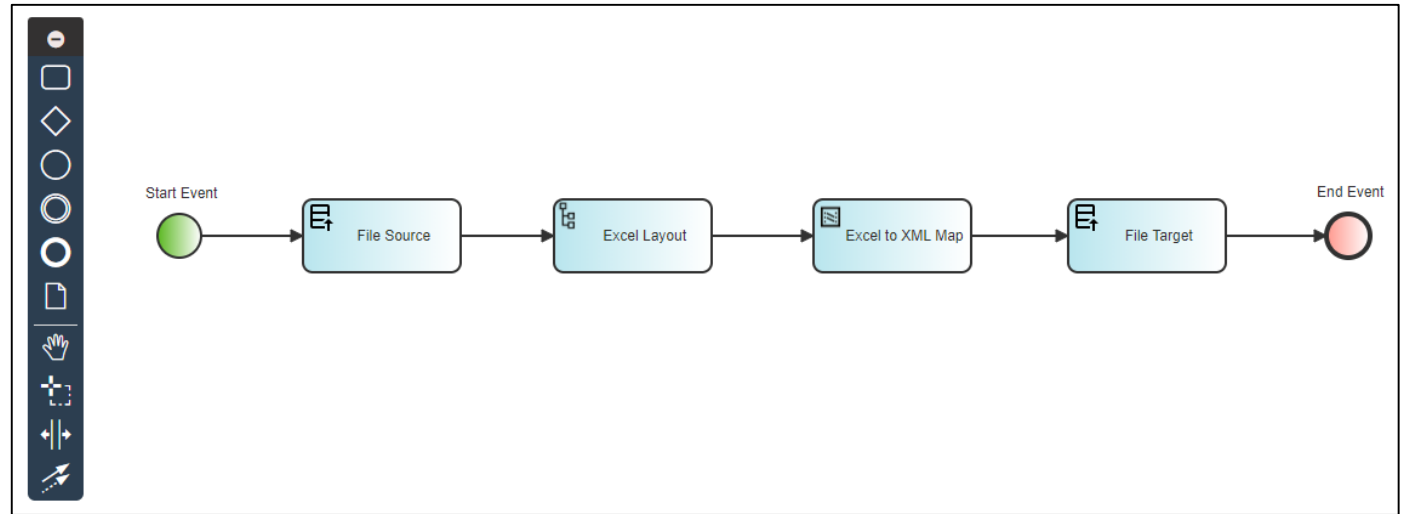 Start Event
File Source
Excel Layout
Excel to XML Map
File Target
End Event